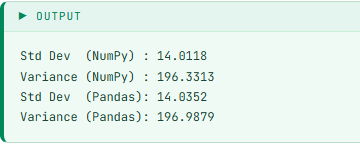 ▶ OUTPUT
Std Dev  (NumPy) : 14.0118
Variance (NumPy) : 196.3313
Std Dev  (Pandas): 14.0352
Variance (Pandas): 196.9879